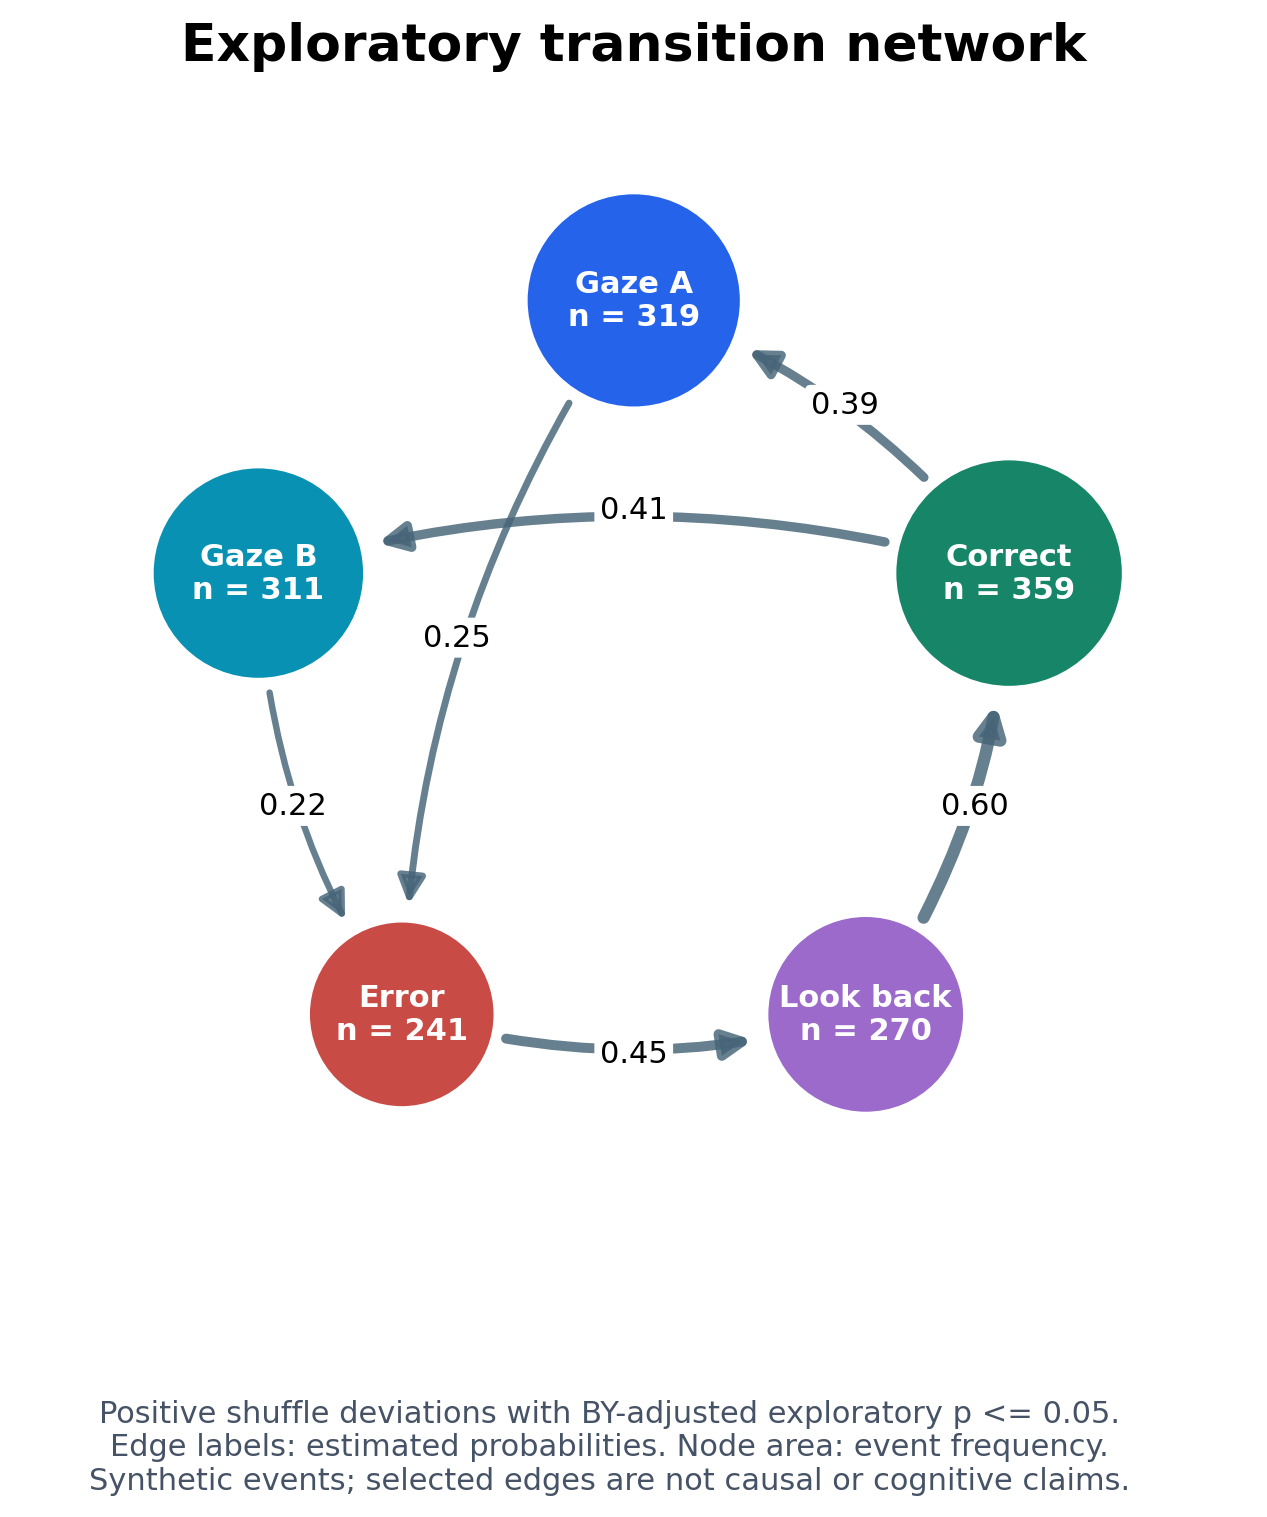 Exploratory transition network
Gaze A
n = 319
0.39
0.41
Gaze B
n = 311
Correct
n = 359
0.25
0.22
0.60
Error
n = 241
Look back
n = 270
0.45
Positive shuffle deviations with BY-adjusted exploratory p <= 0.05.
Edge labels: estimated probabilities. Node area: event frequency.
Synthetic events; selected edges are not causal or cognitive claims.